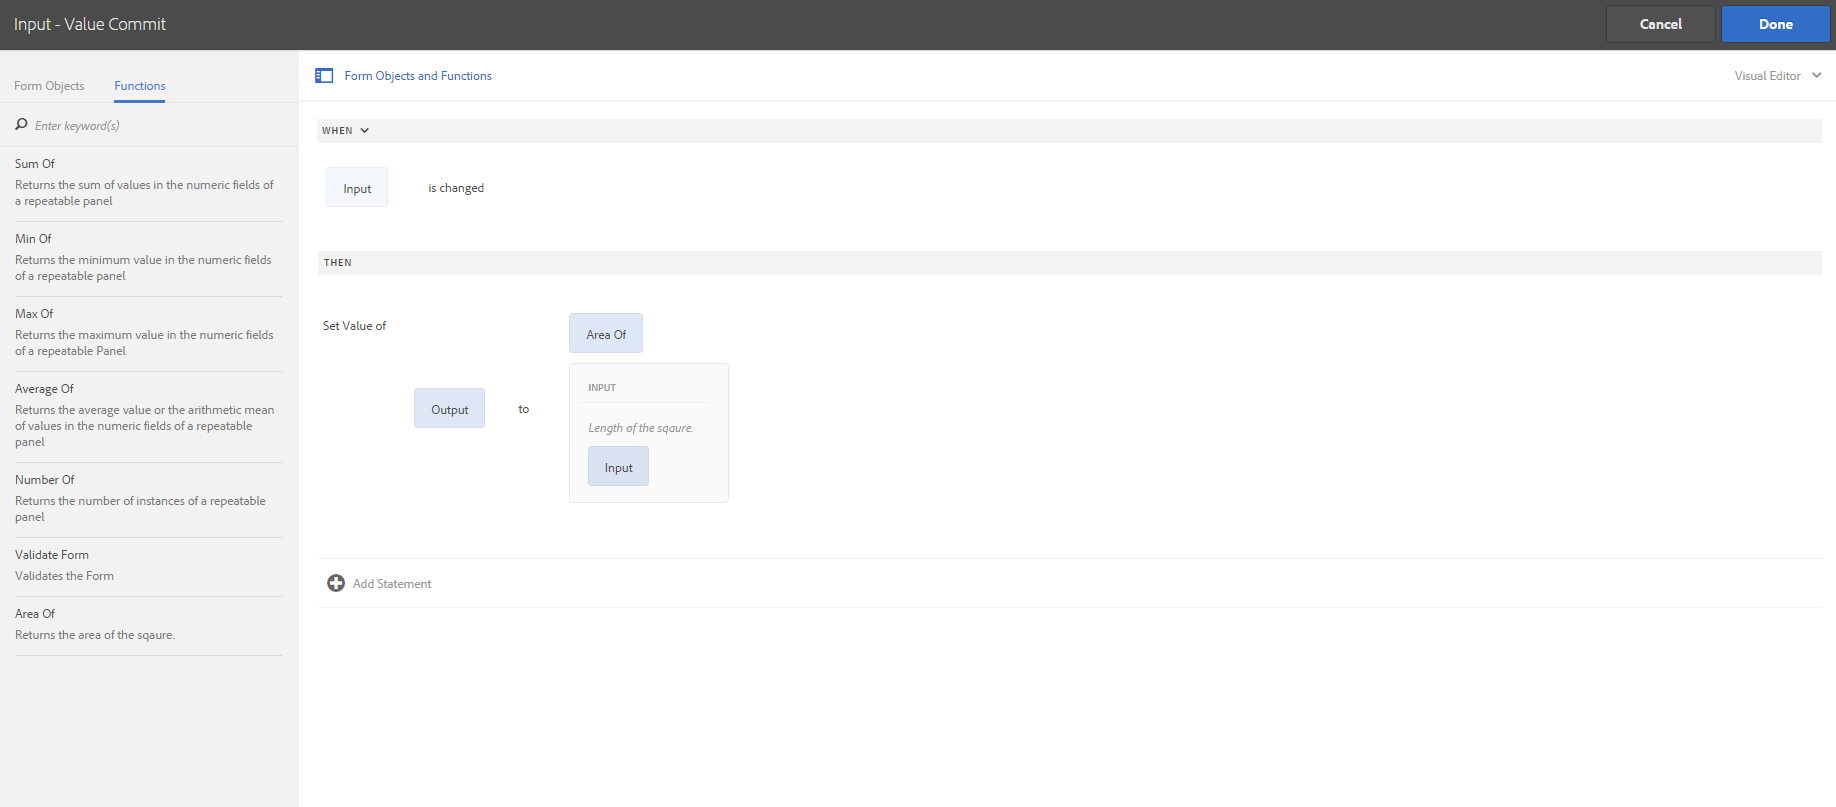 Input - Value Commit
Cancel
Done
Form Objects
Functions
Enter keyword(s)
Sum Of
Returns the sum of values in the numeric fields of
a repeatable panel
Min Of
Returns the minimum value in the numeric fields
of a repeatable panel
Max Of
Returns the maximum value in the numeric fields
of a repeatable Panel
Average Of
Returns the average value or the arithmetic mean
of values in the numeric fields of a repeatable
panel
Number Of
Returns the number of instances of a repeatable
panel
Validate Form
Validates the Form
Area Of
Returns the area of the sqaure.
Form Objects and Functions
Visual Editor
WHEN
Input
is changed
THEN
Set Value of
Output
to
Area Of
INPUT
Length of the sqaure.
Input
Add Statement